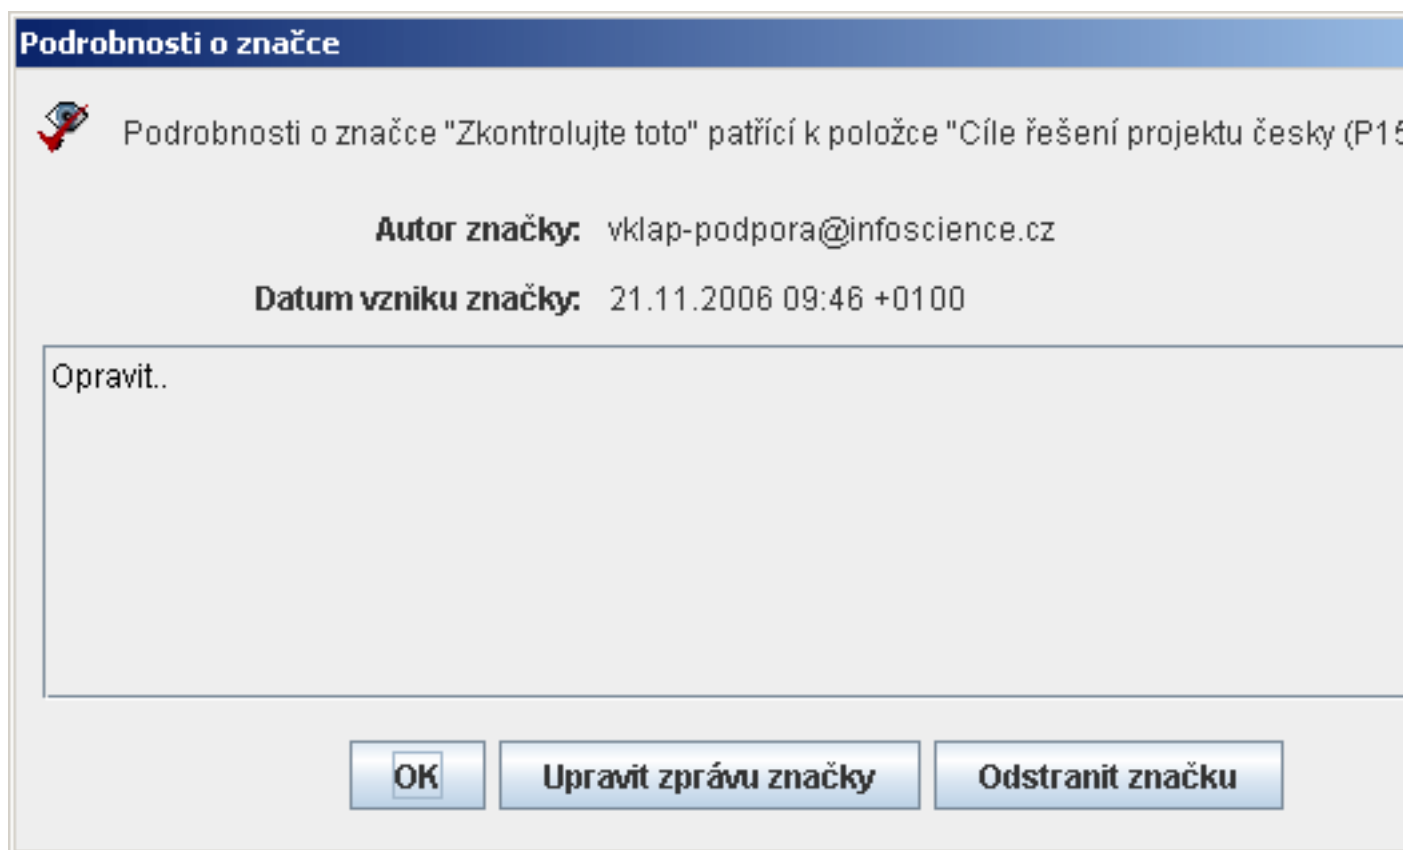 Podrobnosti o značce
Podrobnosti o značce "Zkontrolujte toto" patřící k položce "Cíle řešení projektu česky (P15
Autor značky: vklap-podpora@infoscience.cz
Datum vzniku značky: 21.11.2006 09:46 +0100
Opravit..
OK Upravit zprávu značky Odstranit značku